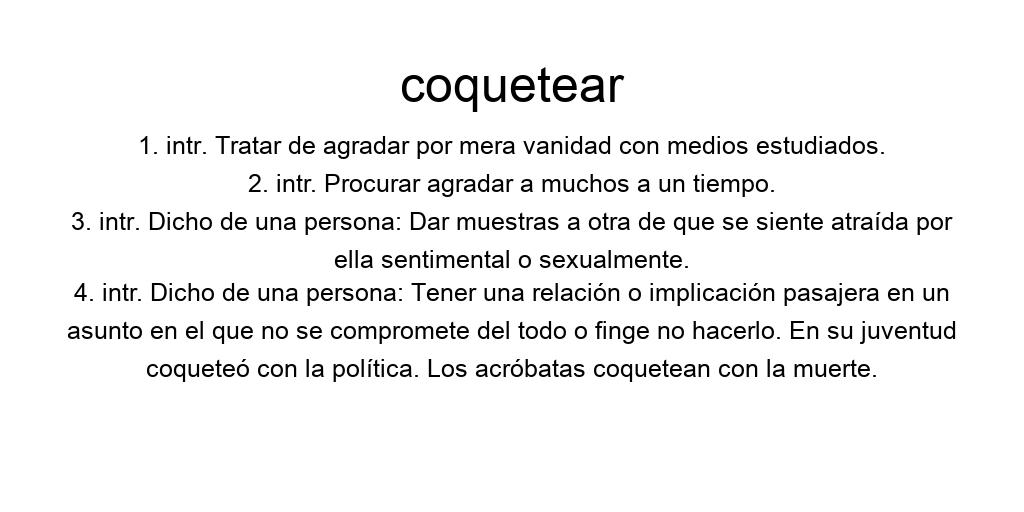 coquetear
1. intr. Tratar de agradar por mera vanidad con medios estudiados.
2. intr. Procurar agradar a muchos a un tiempo.
3. intr. Dicho de una persona: Dar muestras a otra de que se siente atraída por
ella sentimental o sexualmente.
4. intr. Dicho de una persona: Tener una relación o implicación pasajera en un
asunto en el que no se compromete del todo o finge no hacerlo. En su juventud
coqueteó con la política. Los acróbatas coquetean con la muerte.